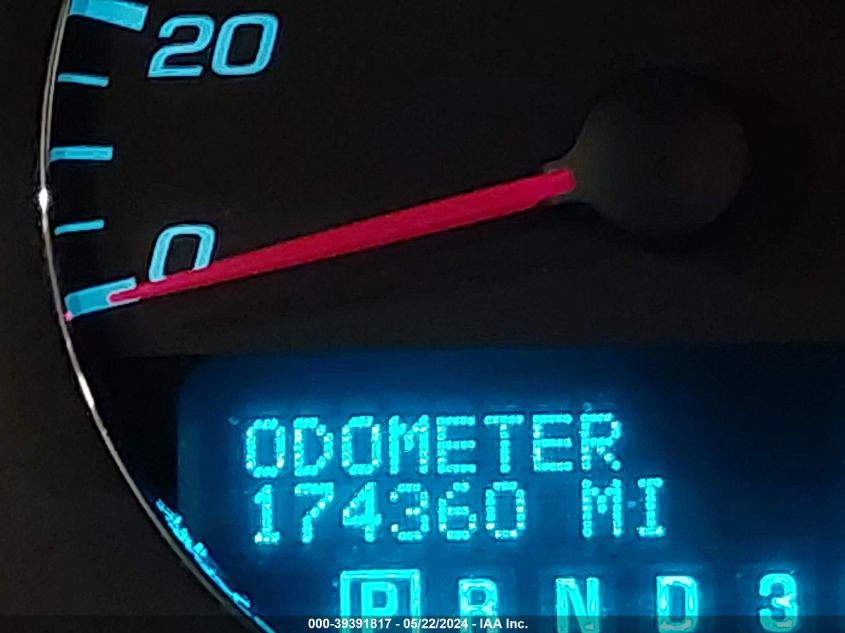 20
0
ODOMETER
174360 MI
P R N D 3
000-39391817 - 05/22/2024 - IAA Inc.